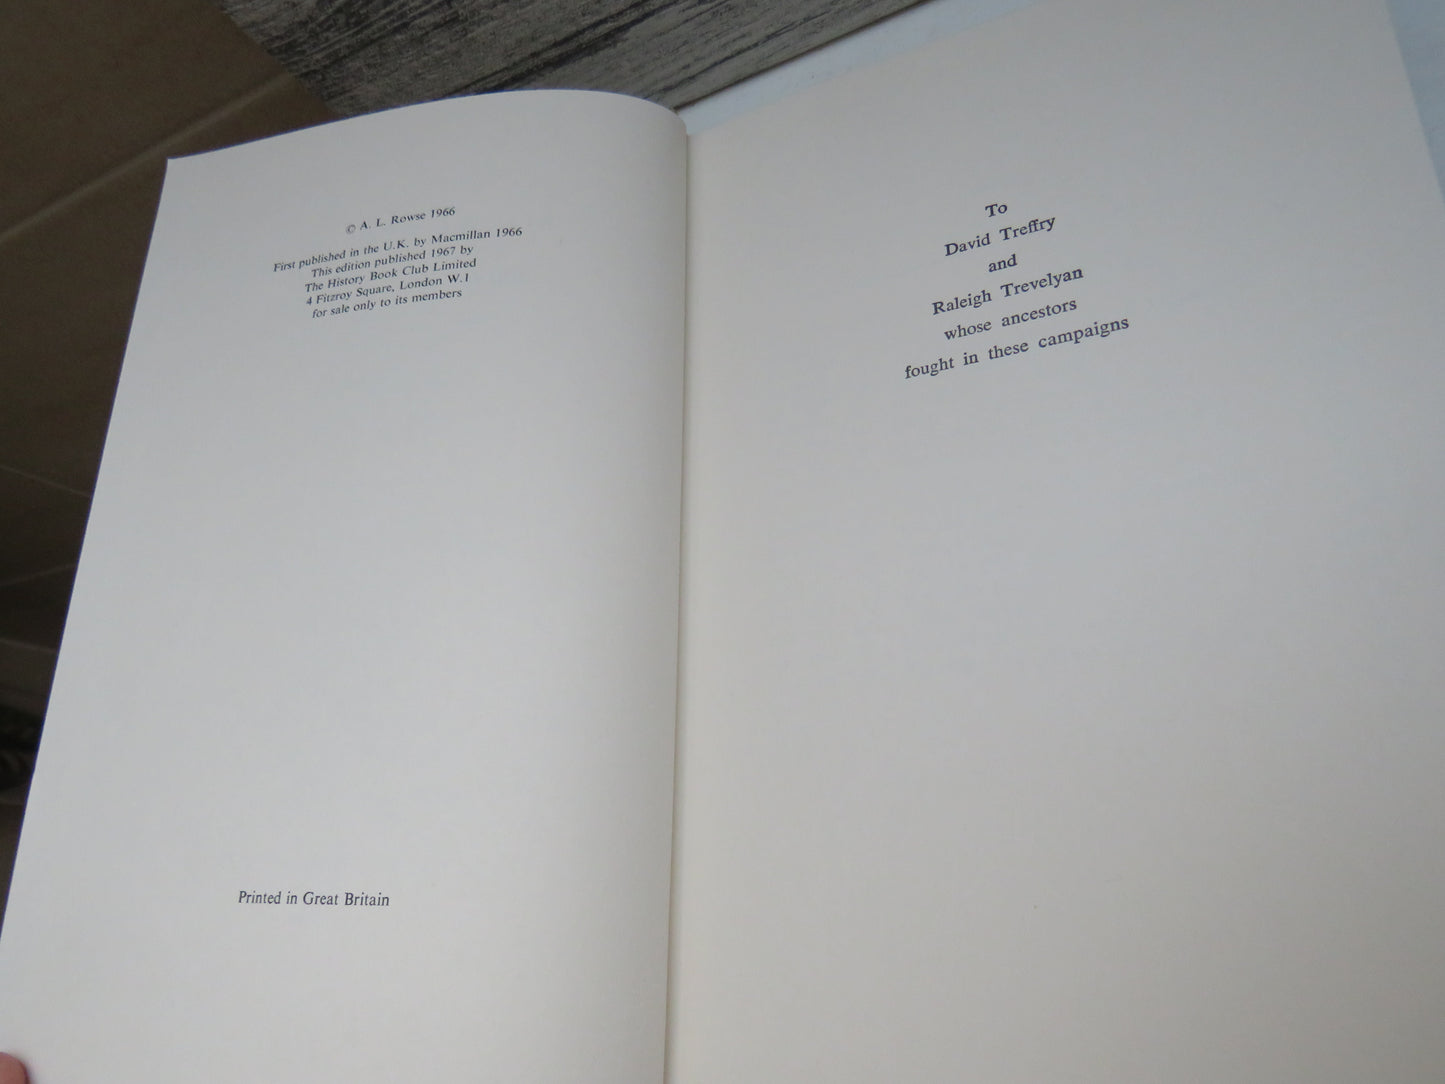 © A. L. Rowse 1966
First published in the U.K. by Macmillan 1966
This edition published 1967 by
The History Book Club Limited
4 Fitzroy Square, London W.1
for sale only to its members
Printed in Great Britain
To
David Treffry
and
Raleigh Trevelyan
whose ancestors
fought in these campaigns